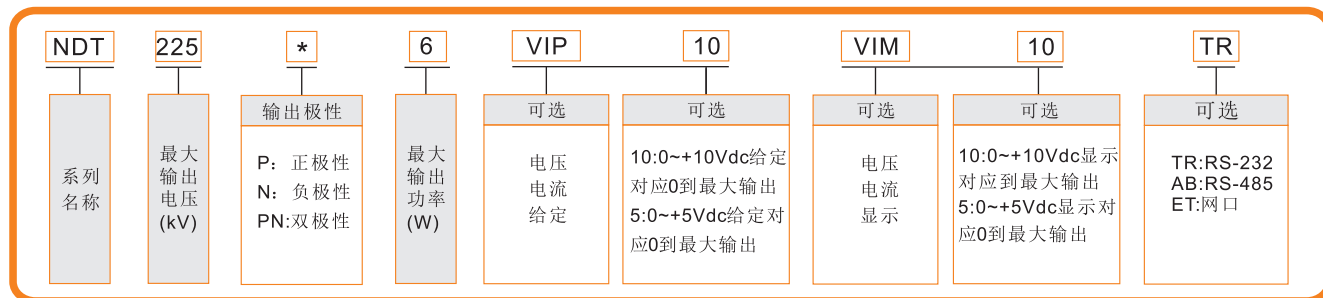 NDT 225 * 6 VIP 10 VIM 10 TR
系列
名称
最大
输出
电压
(kV)
输出极性
P：正极性
N：负极性
PN:双极性
最大
输出
功率
(W)
可选
电压
电流
给定
可选
10:0~+10Vdc给定
对应0到最大输出
5:0~+5Vdc给定对
应0到最大输出
可选
电压
电流
显示
可选
10:0~+10Vdc显示
对应到最大输出
5:0~+5Vdc显示对
应0到最大输出
可选
TR:RS-232
AB:RS-485
ET:网口